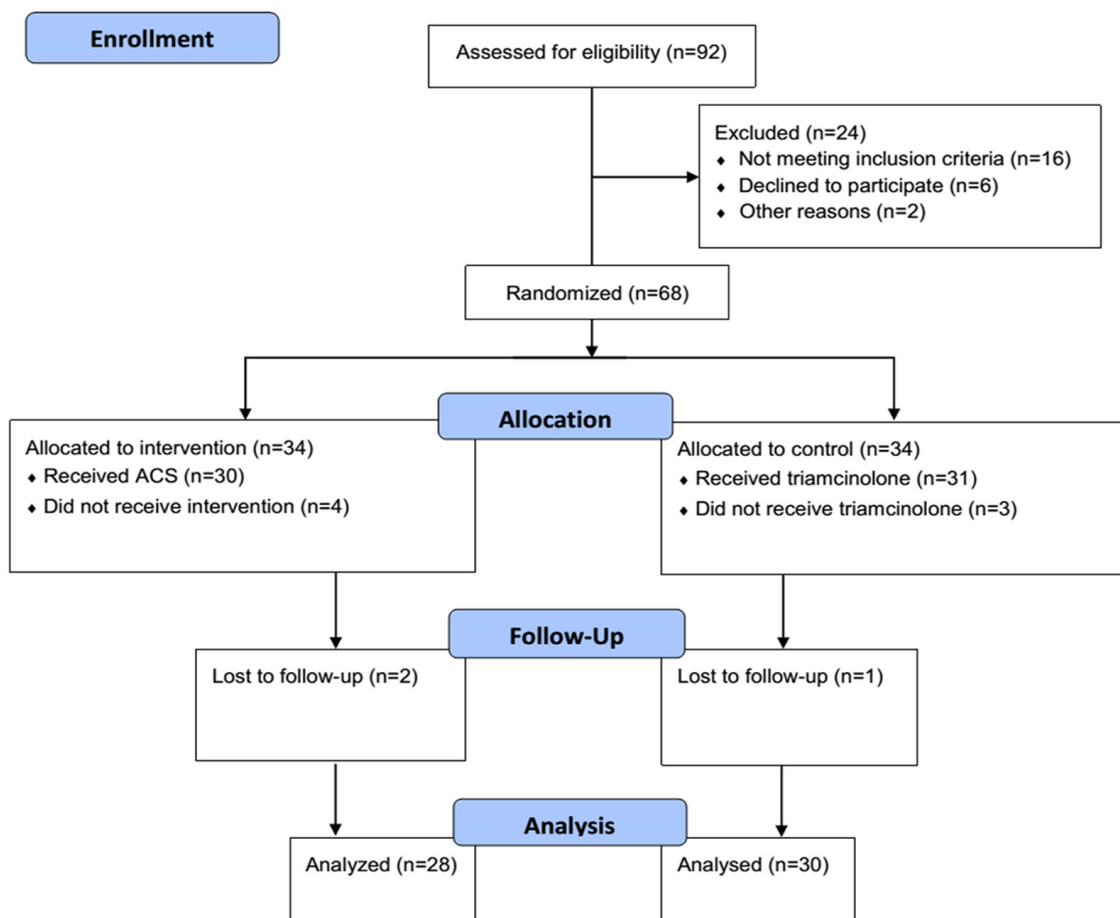 Enrollment
Assessed for eligibility (n=92)
Excluded (n=24)
♦ Not meeting inclusion criteria (n=16)
♦ Declined to participate (n=6)
♦ Other reasons (n=2)
Randomized (n=68)
Allocation
Allocated to intervention (n=34)
♦ Received ACS (n=30)
♦ Did not receive intervention (n=4)
Allocated to control (n=34)
♦ Received triamcinolone (n=31)
♦ Did not receive triamcinolone (n=3)
Follow-Up
Lost to follow-up (n=2)
Lost to follow-up (n=1)
Analysis
Analyzed (n=28)
Analysed (n=30)